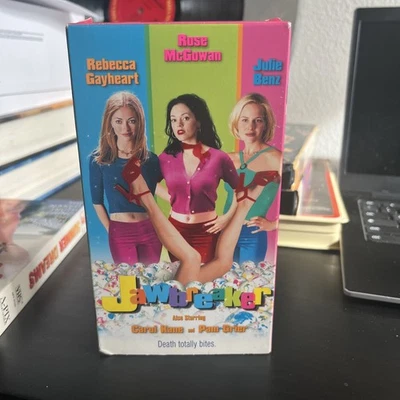 Rose
McGowan
Rebecca
Gayheart
Julie
Benz
Jawbreaker
Also Starring
Carol Kane and Pam Grier
Death totally bites.